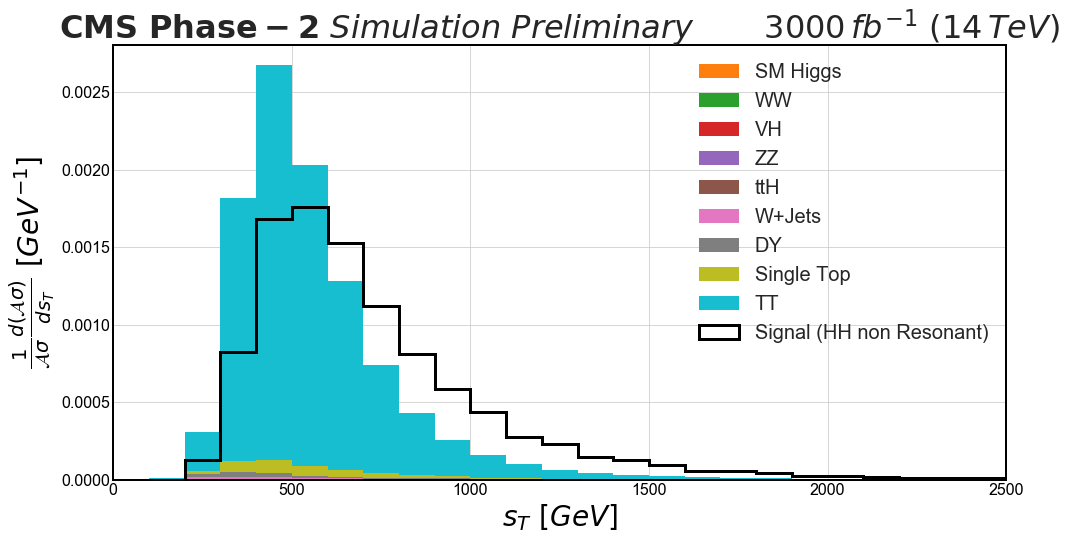 CMS Phase − 2 Simulation Preliminary 3000 fb⁻¹ (14 TeV)
SM Higgs
WW
VH
ZZ
ttH
W+Jets
DY
Single Top
TT
Signal (HH non Resonant)
0.0025
0.0020
0.0015
0.0010
0.0005
0.0000
1/𝒜σ d(𝒜σ)/ds_T [GeV⁻¹]
0 500 1000 1500 2000 2500
s_T [GeV]